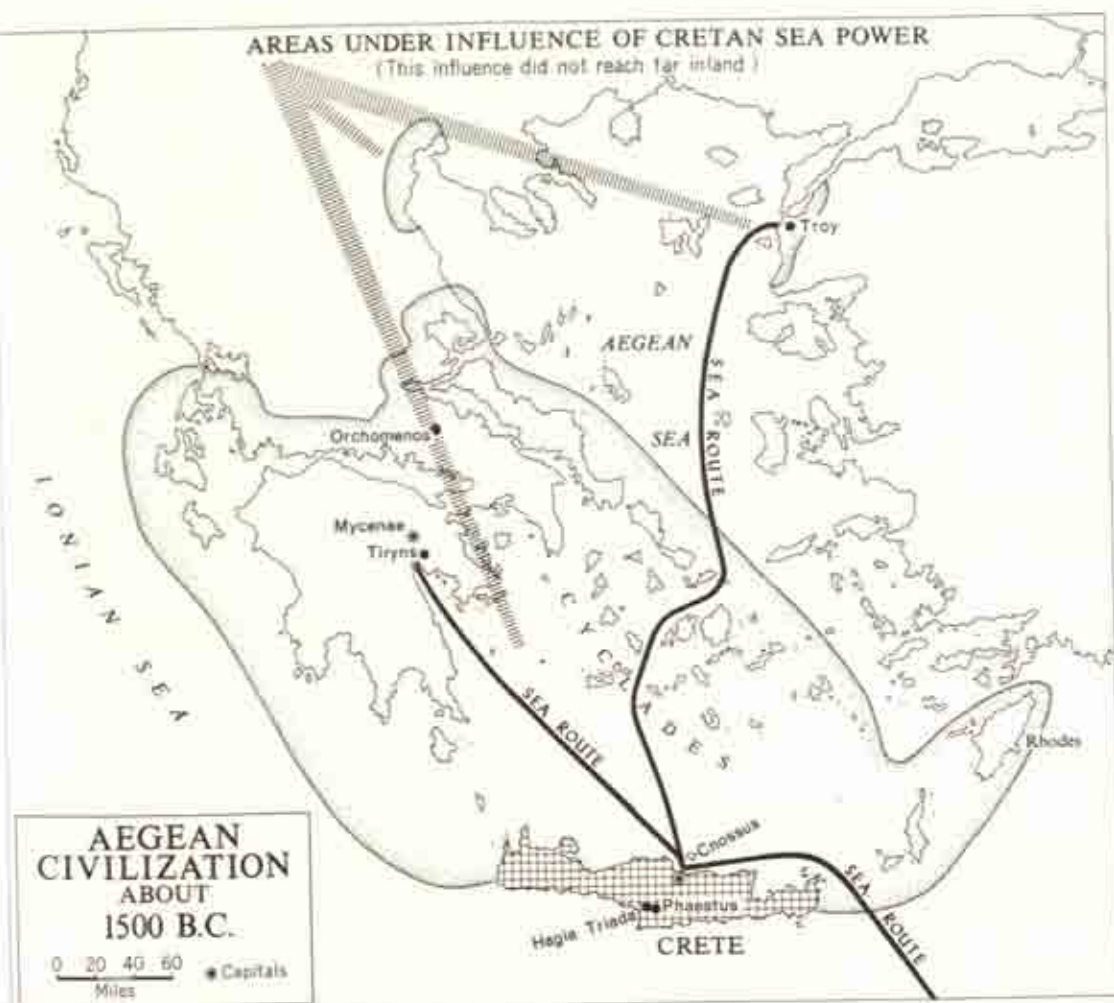 AREAS UNDER INFLUENCE OF CRETAN SEA POWER
(This influence did not reach far inland)
Troy
AEGEAN
SEA
SEA ROUTE
Orchomenos
IONIAN SEA
Mycenae
Tiryns
CYCLADES
SEA ROUTE
Rhodes
Cnossus
SEA ROUTE
Phaestus
Hagia Triada
CRETE
AEGEAN
CIVILIZATION
ABOUT
1500 B.C.
0 20 40 60
Miles
Capitals